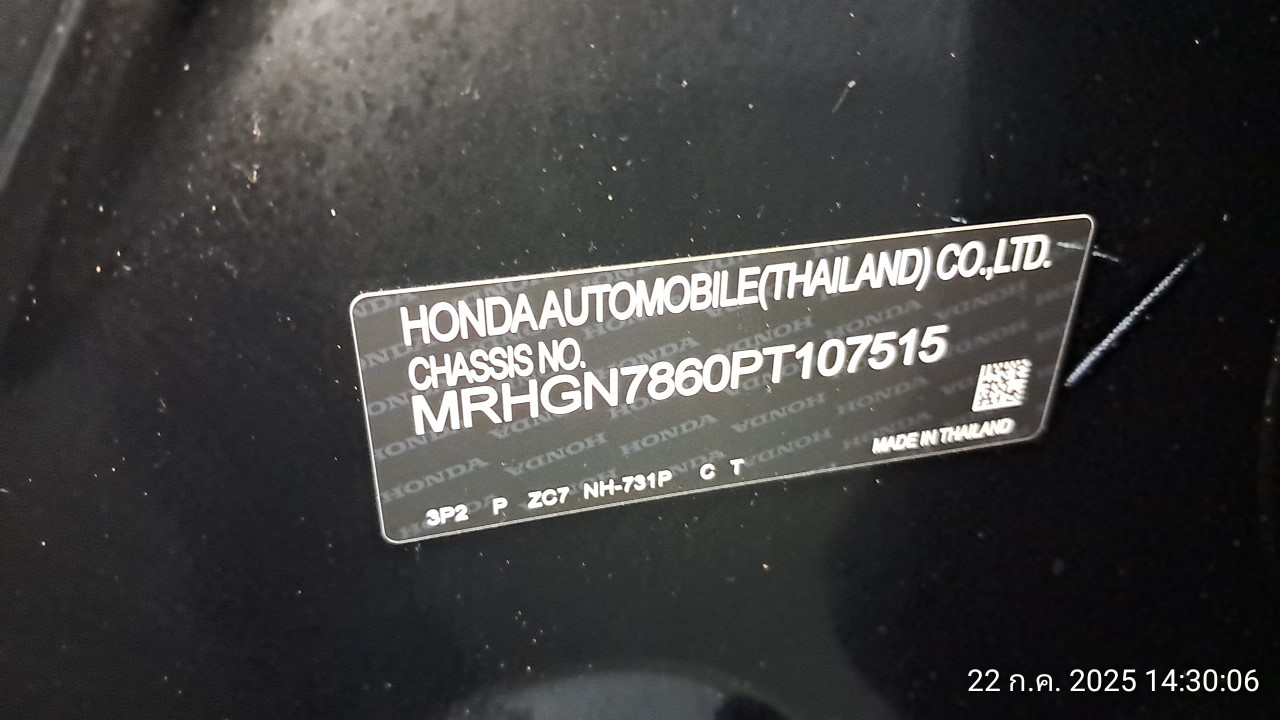 HONDA AUTOMOBILE (THAILAND) CO.,LTD.
CHASSIS NO.
MRHGN7860PT107515
MADE IN THAILAND
3P2 P ZC7 NH-731P C T
22 ก.ค. 2025 14:30:06